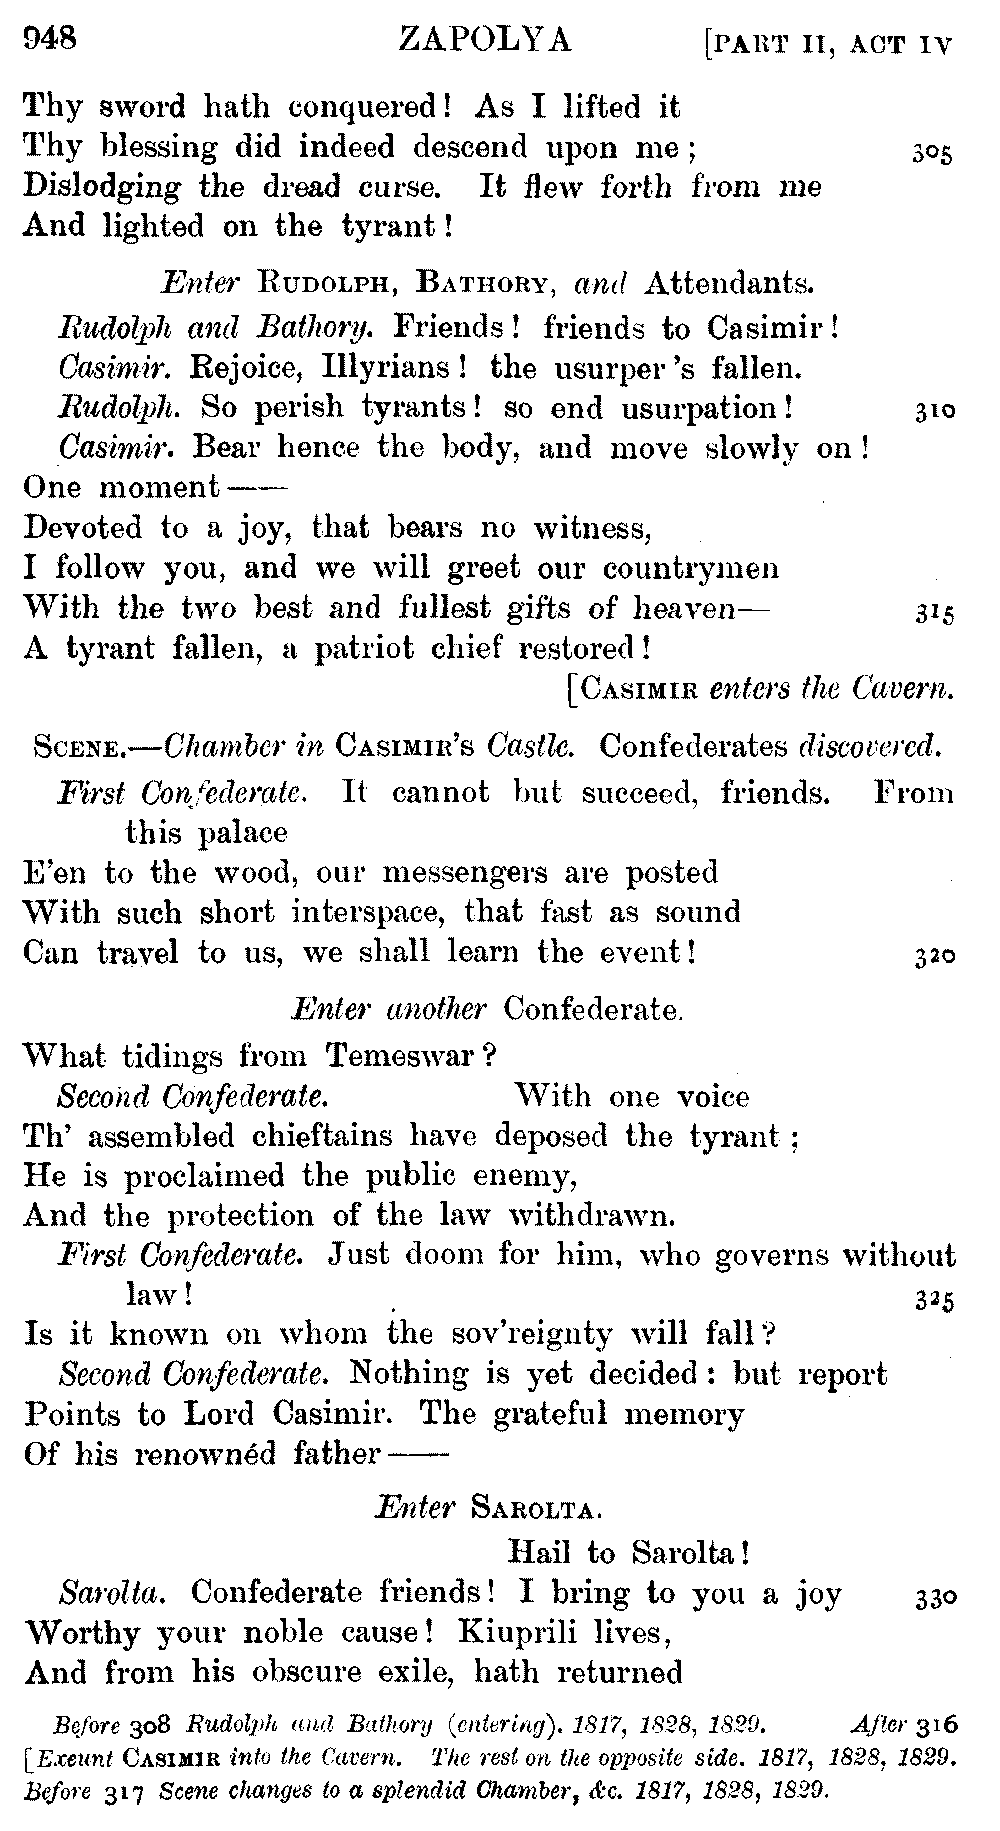 948 ZAPOLYA [PART II, ACT IV
Thy sword hath conquered! As I lifted it
Thy blessing did indeed descend upon me; 305
Dislodging the dread curse. It flew forth from me
And lighted on the tyrant!
Enter RUDOLPH, BATHORY, and Attendants.
Rudolph and Bathory. Friends! friends to Casimir!
Casimir. Rejoice, Illyrians! the usurper's fallen.
Rudolph. So perish tyrants! so end usurpation! 310
Casimir. Bear hence the body, and move slowly on!
One moment——
Devoted to a joy, that bears no witness,
I follow you, and we will greet our countrymen
With the two best and fullest gifts of heaven— 315
A tyrant fallen, a patriot chief restored!
[CASIMIR enters the Cavern.
SCENE.—Chamber in CASIMIR'S Castle. Confederates discovered.
First Confederate. It cannot but succeed, friends. From
this palace
E'en to the wood, our messengers are posted
With such short interspace, that fast as sound
Can travel to us, we shall learn the event! 320
Enter another Confederate.
What tidings from Temeswar?
Second Confederate. With one voice
Th' assembled chieftains have deposed the tyrant;
He is proclaimed the public enemy,
And the protection of the law withdrawn.
First Confederate. Just doom for him, who governs without
law! 325
Is it known on whom the sov'reignty will fall?
Second Confederate. Nothing is yet decided: but report
Points to Lord Casimir. The grateful memory
Of his renownéd father——
Enter SAROLTA.
Hail to Sarolta!
Sarolta. Confederate friends! I bring to you a joy 330
Worthy your noble cause! Kiuprili lives,
And from his obscure exile, hath returned
Before 308 Rudolph and Bathory (entering). 1817, 1828, 1829. After 316
[Exeunt CASIMIR into the Cavern. The rest on the opposite side. 1817, 1828, 1829.
Before 317 Scene changes to a splendid Chamber, &c. 1817, 1828, 1829.